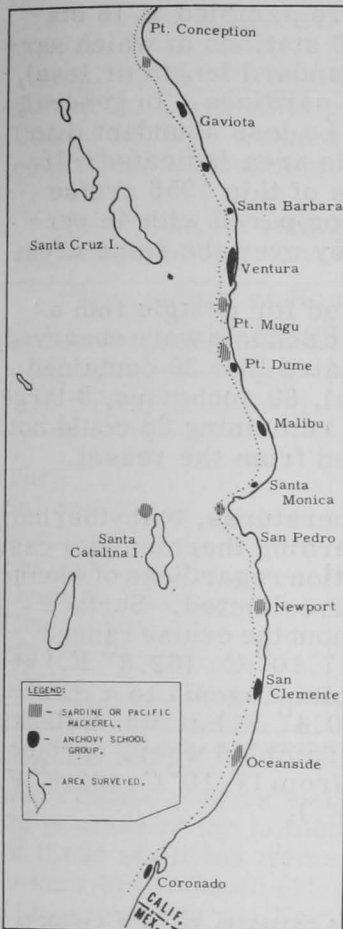 Pt. Conception
Gaviota
Santa Barbara
Santa Cruz I.
Ventura
Pt. Mugu
Pt. Dume
Malibu
Santa
Monica
San Pedro
Santa
Catalina I.
Newport
San
Clemente
LEGEND:
- SARDINE OR PACIFIC
MACKEREL.
- ANCHOVY SCHOOL
GROUP.
- AREA SURVEYED.
Oceanside
Coronado
CALIF.
MEX.